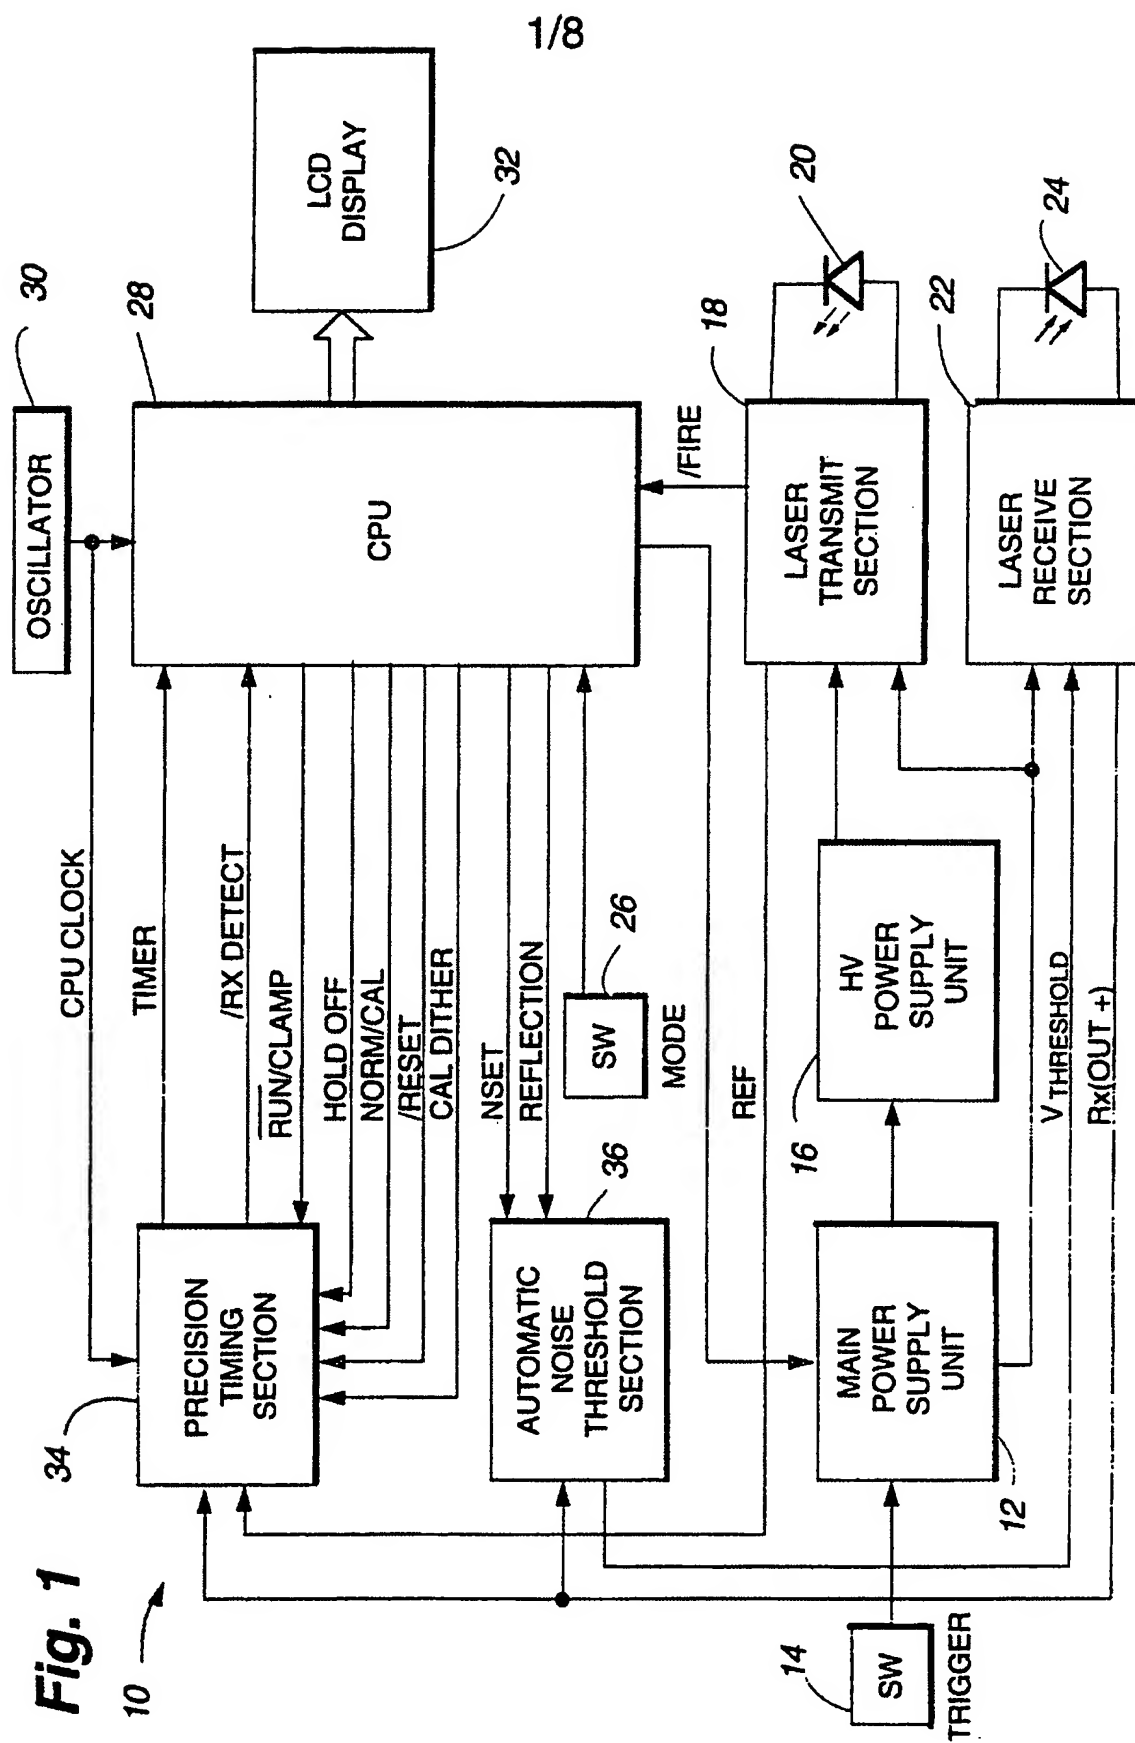 1/8
Fig. 1
10
30
OSCILLATOR
CPU CLOCK
34
PRECISION
TIMING
SECTION
TIMER
/RX DETECT
RUN/CLAMP
HOLD OFF
NORM/CAL
/RESET
CAL DITHER
28
CPU
LCD
DISPLAY
32
NSET
REFLECTION
36
AUTOMATIC
NOISE
THRESHOLD
SECTION
26
SW
MODE
/FIRE
REF
18
LASER
TRANSMIT
SECTION
20
14
SW
TRIGGER
12
MAIN
POWER
SUPPLY
UNIT
16
HV
POWER
SUPPLY
UNIT
22
LASER
RECEIVE
SECTION
24
V THRESHOLD
Rx(OUT +)